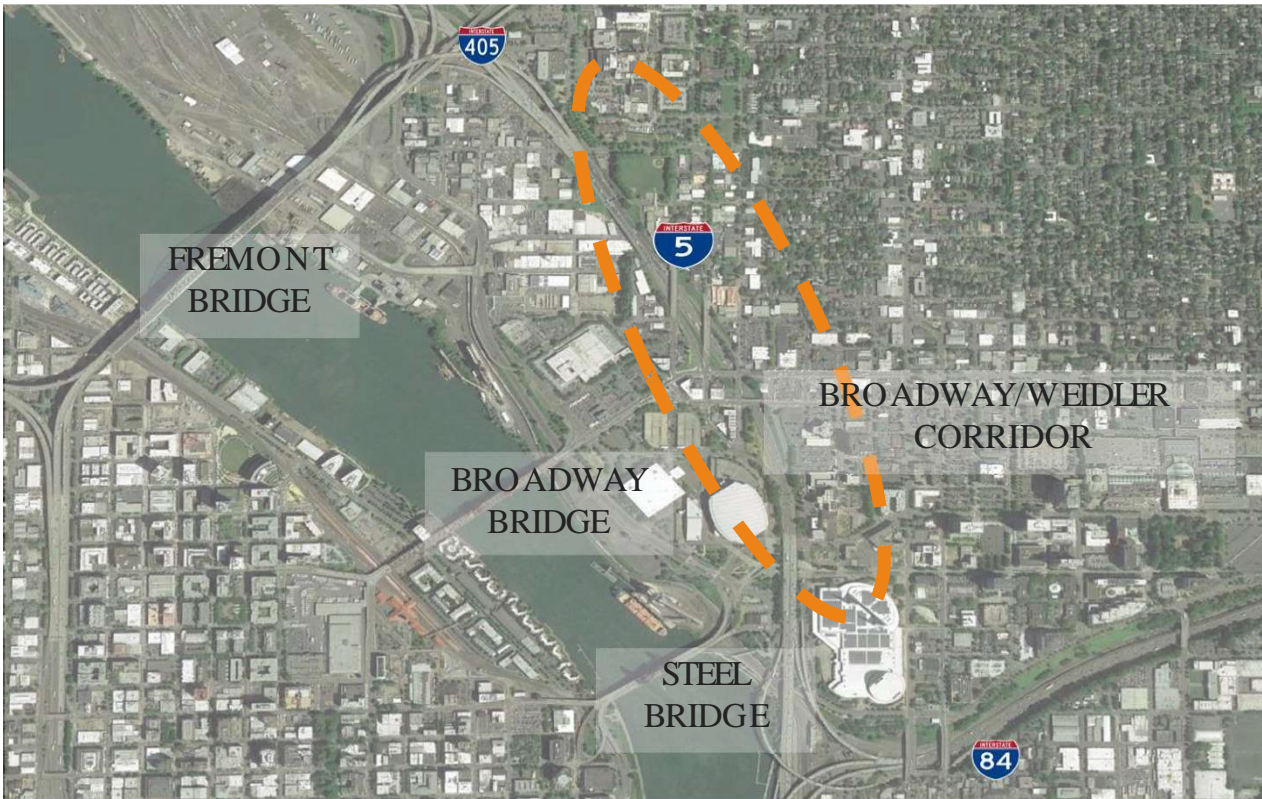 INTERSTATE
405
FREMONT
BRIDGE
INTERSTATE
5
BROADWAY/WEIDLER
CORRIDOR
BROADWAY
BRIDGE
STEEL
BRIDGE
INTERSTATE
84